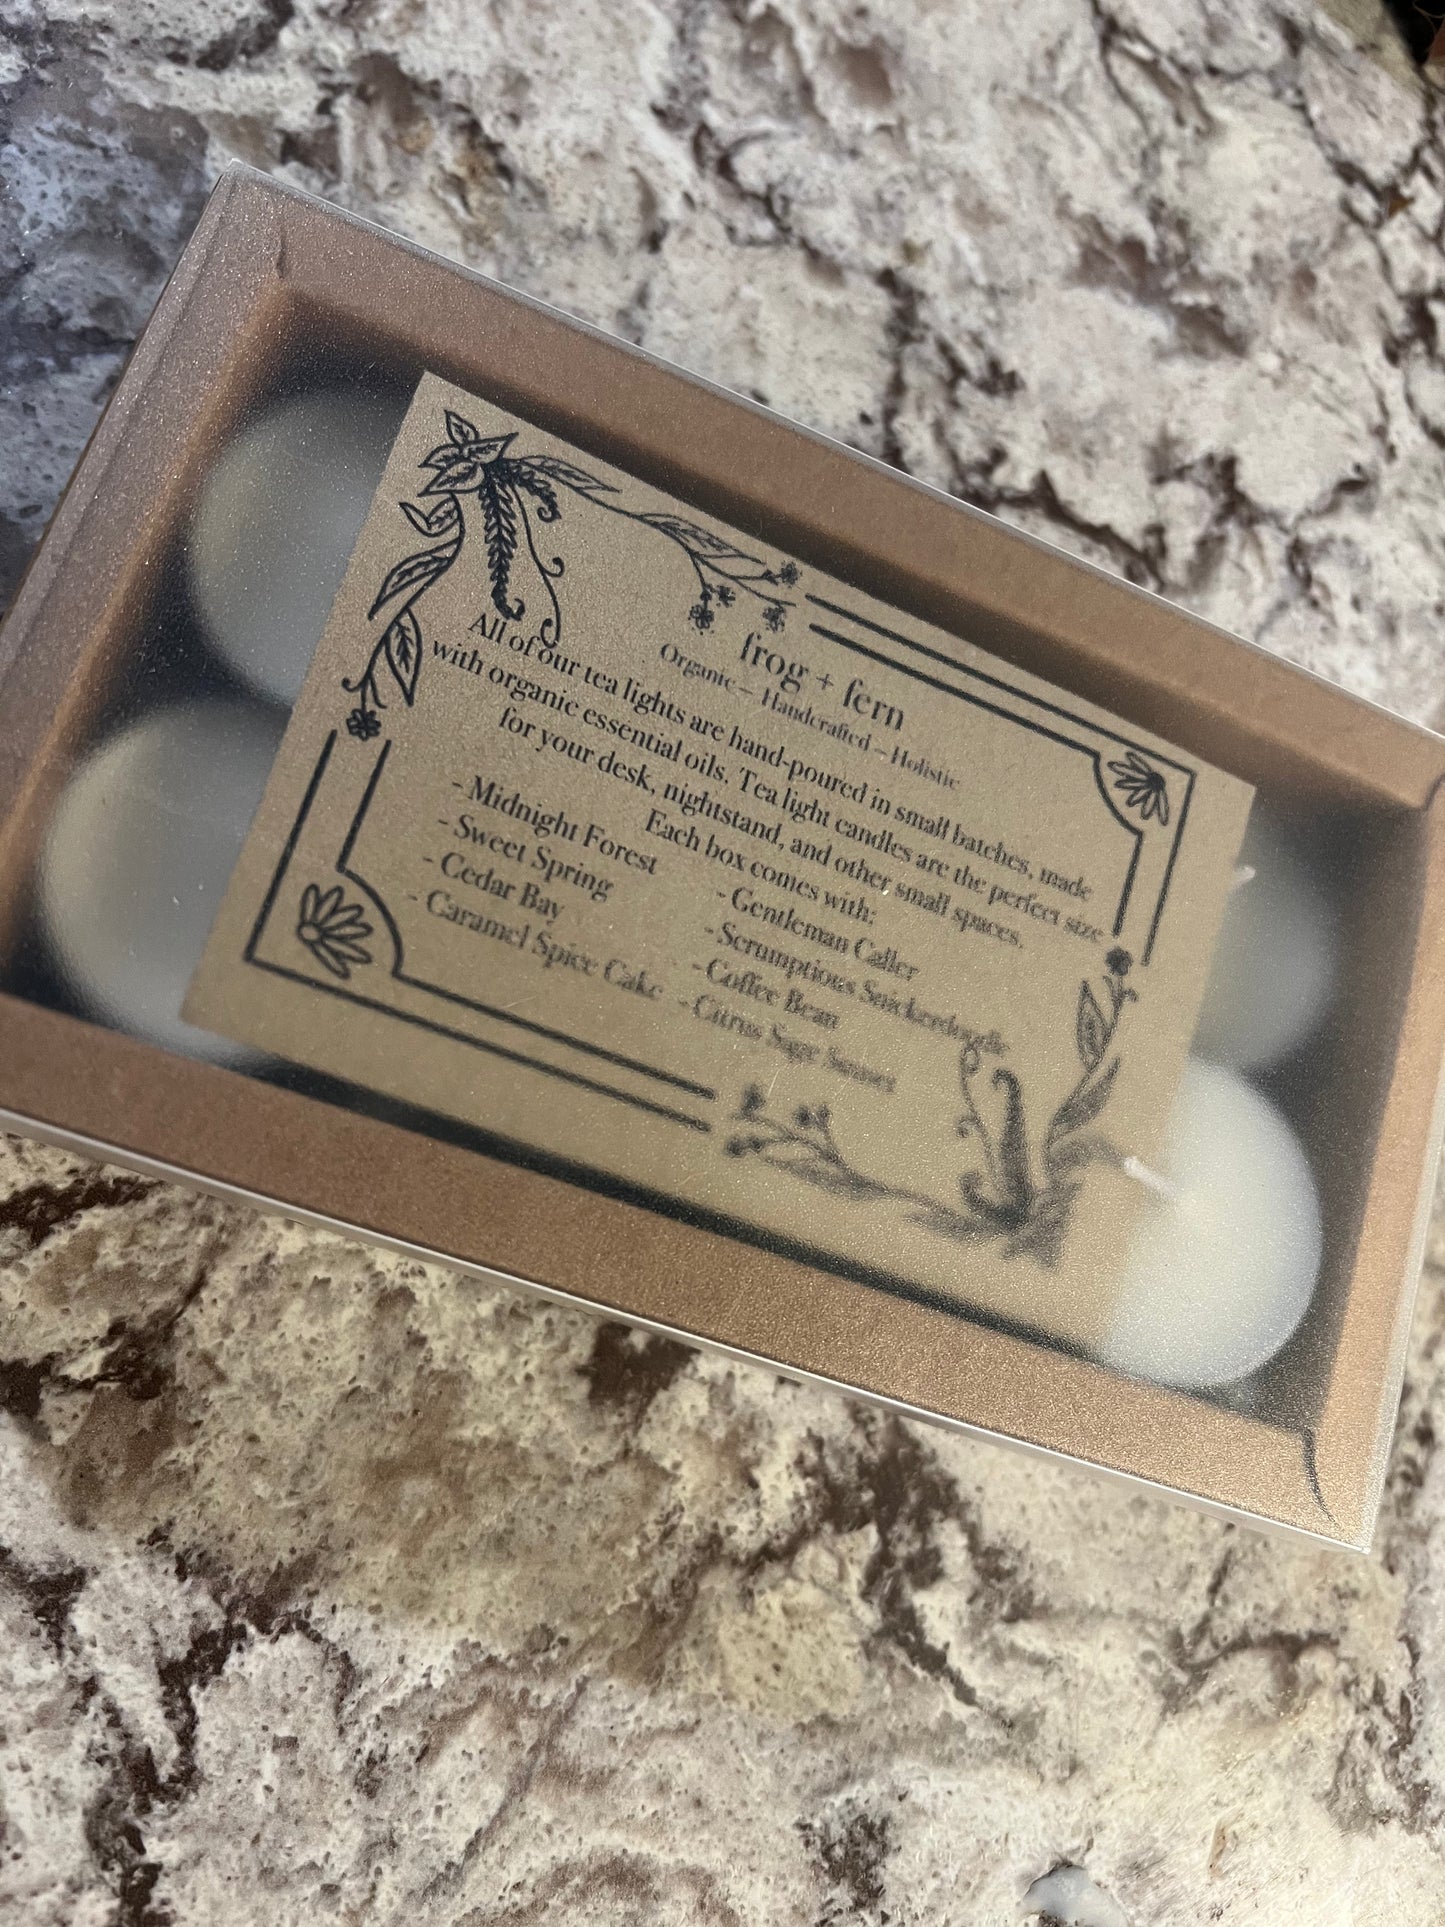 frog + fern
Organic – Handcrafted – Holistic
All of our tea lights are hand-poured in small batches, made
with organic essential oils. Tea light candles are the perfect size
for your desk, nightstand, and other small spaces.
Each box comes with:
- Midnight Forest
- Sweet Spring
- Cedar Bay
- Caramel Spice Cake
- Gentleman Caller
- Scrumptious Snickerdoodle
- Coffee Bean
- Citrus Sage Sunset